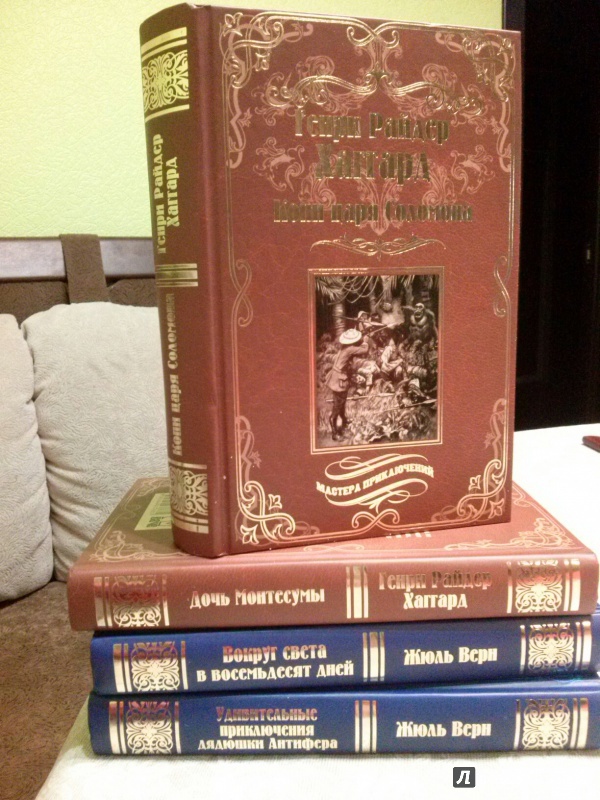 Генри Райдер
Хаггард
Копи царя Соломона
МАСТЕРА ПРИКЛЮЧЕНИЙ
Генри Райдер
Хаггард
Копи царя Соломона
Дочь Монтесумы
Генри Райдер
Хаггард
Вокруг света
в восемьдесят дней
Жюль Верн
Удивительные
приключения
дядюшки Антифера
Жюль Верн
Л